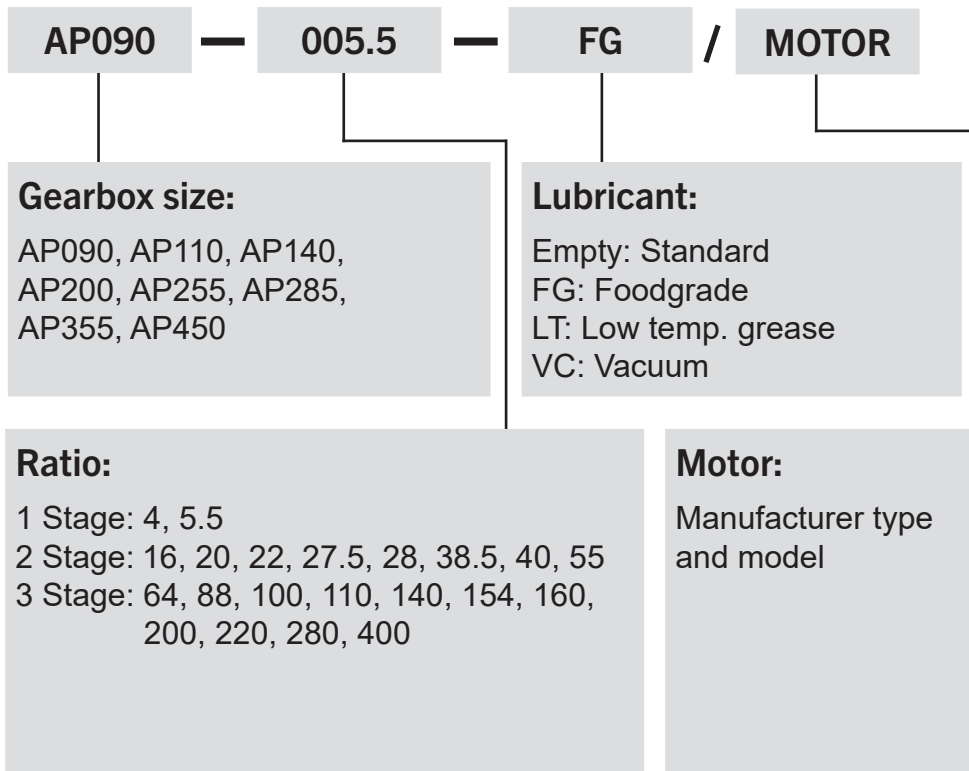 AP090 — 005.5 — FG / MOTOR
Gearbox size:
AP090, AP110, AP140,
AP200, AP255, AP285,
AP355, AP450
Lubricant:
Empty: Standard
FG: Foodgrade
LT: Low temp. grease
VC: Vacuum
Ratio:
1 Stage: 4, 5.5
2 Stage: 16, 20, 22, 27.5, 28, 38.5, 40, 55
3 Stage: 64, 88, 100, 110, 140, 154, 160,
200, 220, 280, 400
Motor:
Manufacturer type
and model